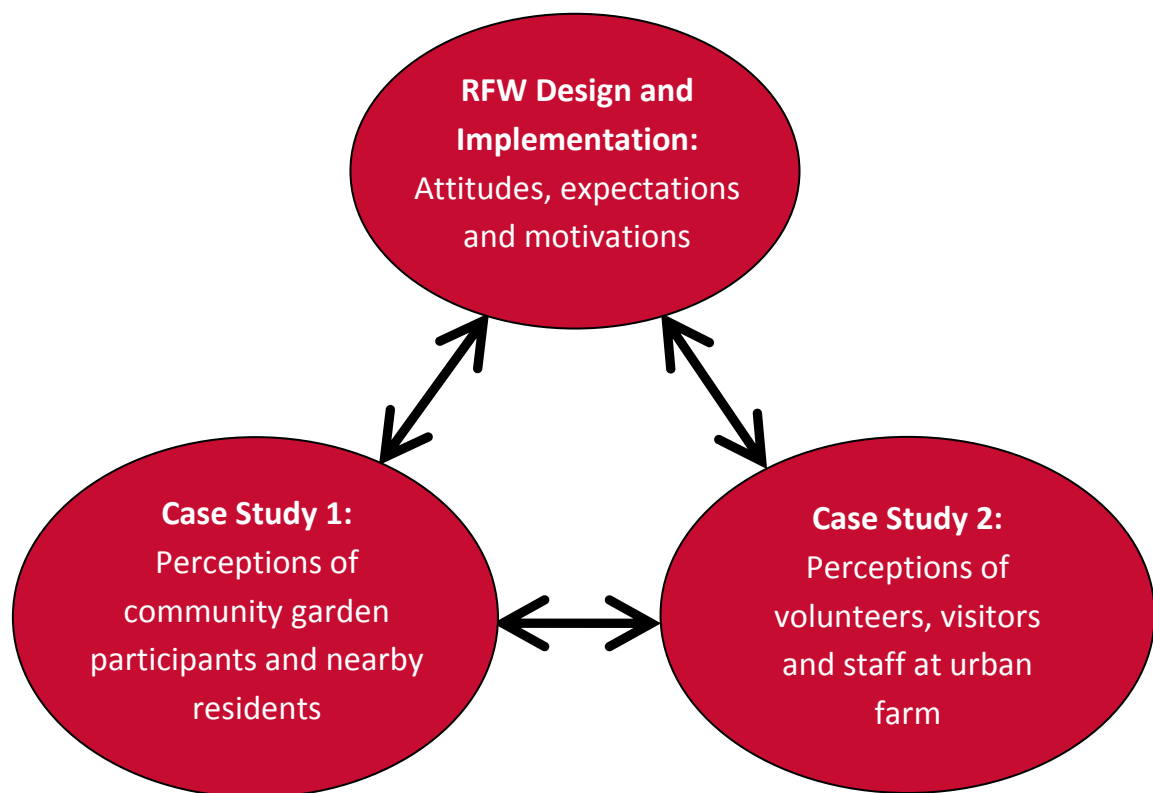 RFW Design and
Implementation:
Attitudes, expectations
and motivations
Case Study 1:
Perceptions of
community garden
participants and nearby
residents
Case Study 2:
Perceptions of
volunteers, visitors
and staff at urban
farm